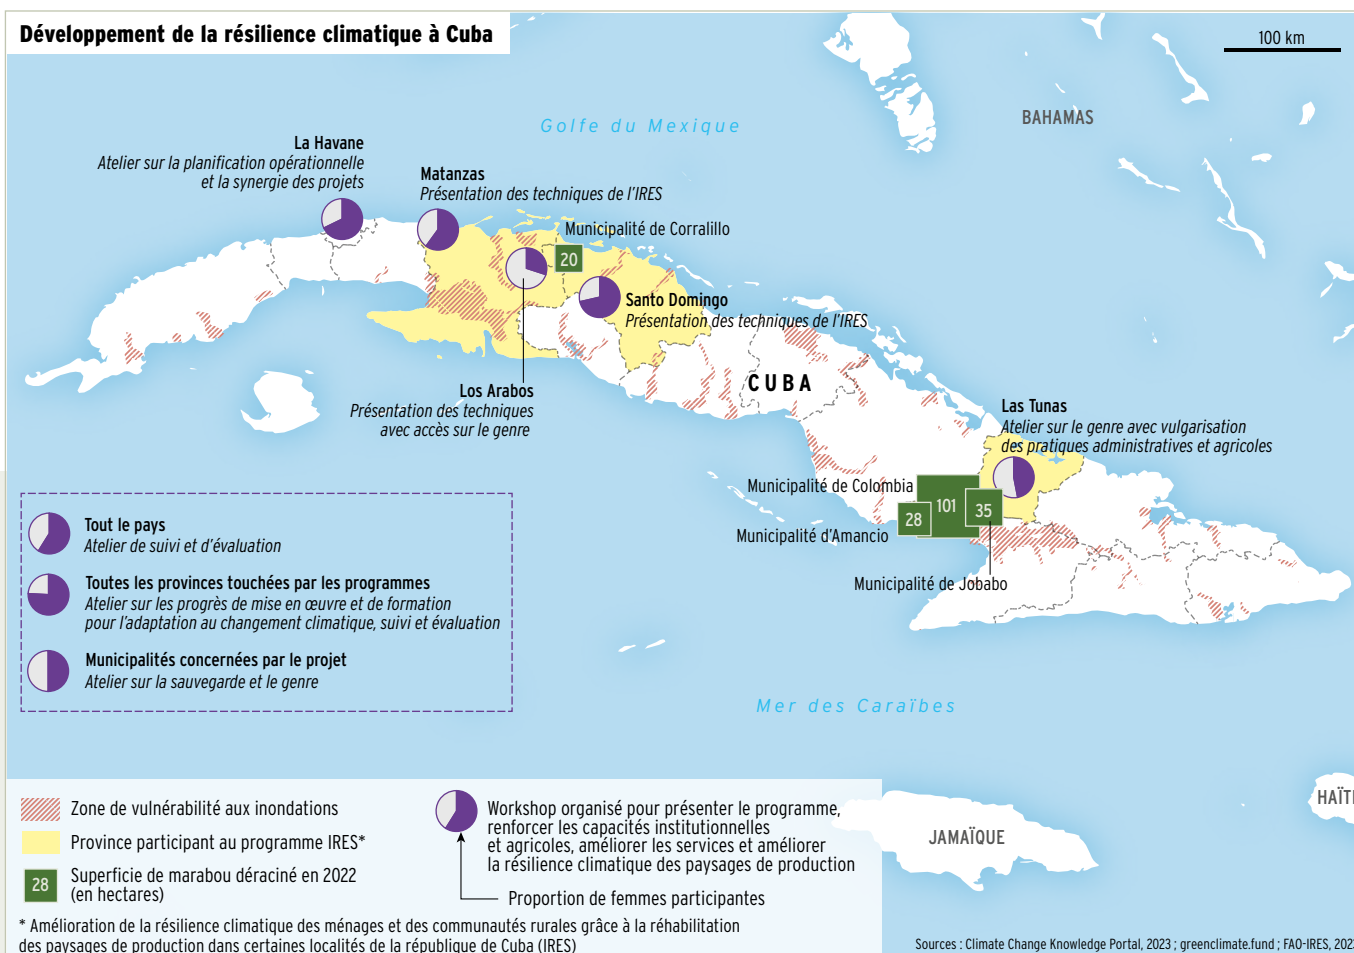 Développement de la résilience climatique à Cuba
100 km
BAHAMAS
Golfe du Mexique
La Havane
Atelier sur la planification opérationnelle
et la synergie des projets
Matanzas
Présentation des techniques de l'IRES
Municipalité de Corralillo
20
Santo Domingo
Présentation des techniques de l'IRES
CUBA
Los Arabos
Présentation des techniques
avec accès sur le genre
Las Tunas
Atelier sur le genre avec vulgarisation
des pratiques administratives et agricoles
Municipalité de Colombia
101
35
28
Municipalité d'Amancio
Municipalité de Jobabo
Tout le pays
Atelier de suivi et d'évaluation
Toutes les provinces touchées par les programmes
Atelier sur les progrès de mise en œuvre et de formation
pour l'adaptation au changement climatique, suivi et évaluation
Municipalités concernées par le projet
Atelier sur la sauvegarde et le genre
Mer des Caraïbes
HAÏTI
JAMAÏQUE
Zone de vulnérabilité aux inondations
Province participant au programme IRES*
28
Superficie de marabou déraciné en 2022
(en hectares)
Workshop organisé pour présenter le programme,
renforcer les capacités institutionnelles
et agricoles, améliorer les services et améliorer
la résilience climatique des paysages de production
Proportion de femmes participantes
* Amélioration de la résilience climatique des ménages et des communautés rurales grâce à la réhabilitation
des paysages de production dans certaines localités de la république de Cuba (IRES)
Sources : Climate Change Knowledge Portal, 2023 ; greenclimate.fund ; FAO-IRES, 2023